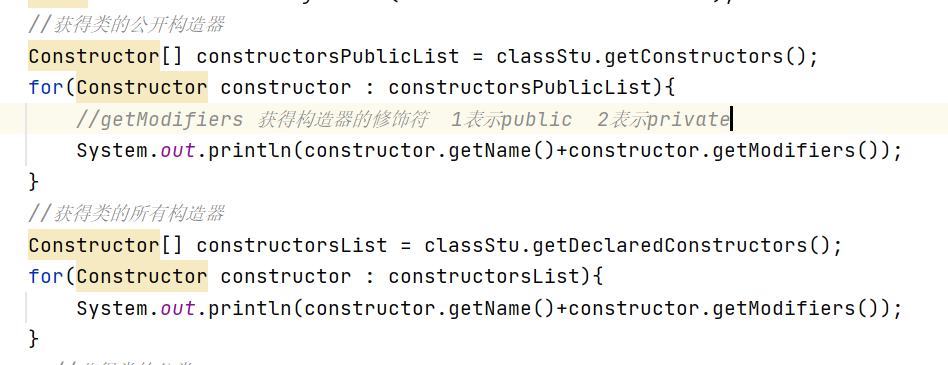 //获得类的公开构造器
Constructor[] constructorsPublicList = classStu.getConstructors();
for(Constructor constructor : constructorsPublicList){
//getModifiers 获得构造器的修饰符 1表示public 2表示private
System.out.println(constructor.getName()+constructor.getModifiers());
}
//获得类的所有构造器
Constructor[] constructorsList = classStu.getDeclaredConstructors();
for(Constructor constructor : constructorsList){
System.out.println(constructor.getName()+constructor.getModifiers());
}